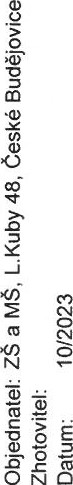 Objednatel: ZŠ a MŠ, L.Kuby 48, České Budějovice
Zhotovitel:
Datum: 10/2023